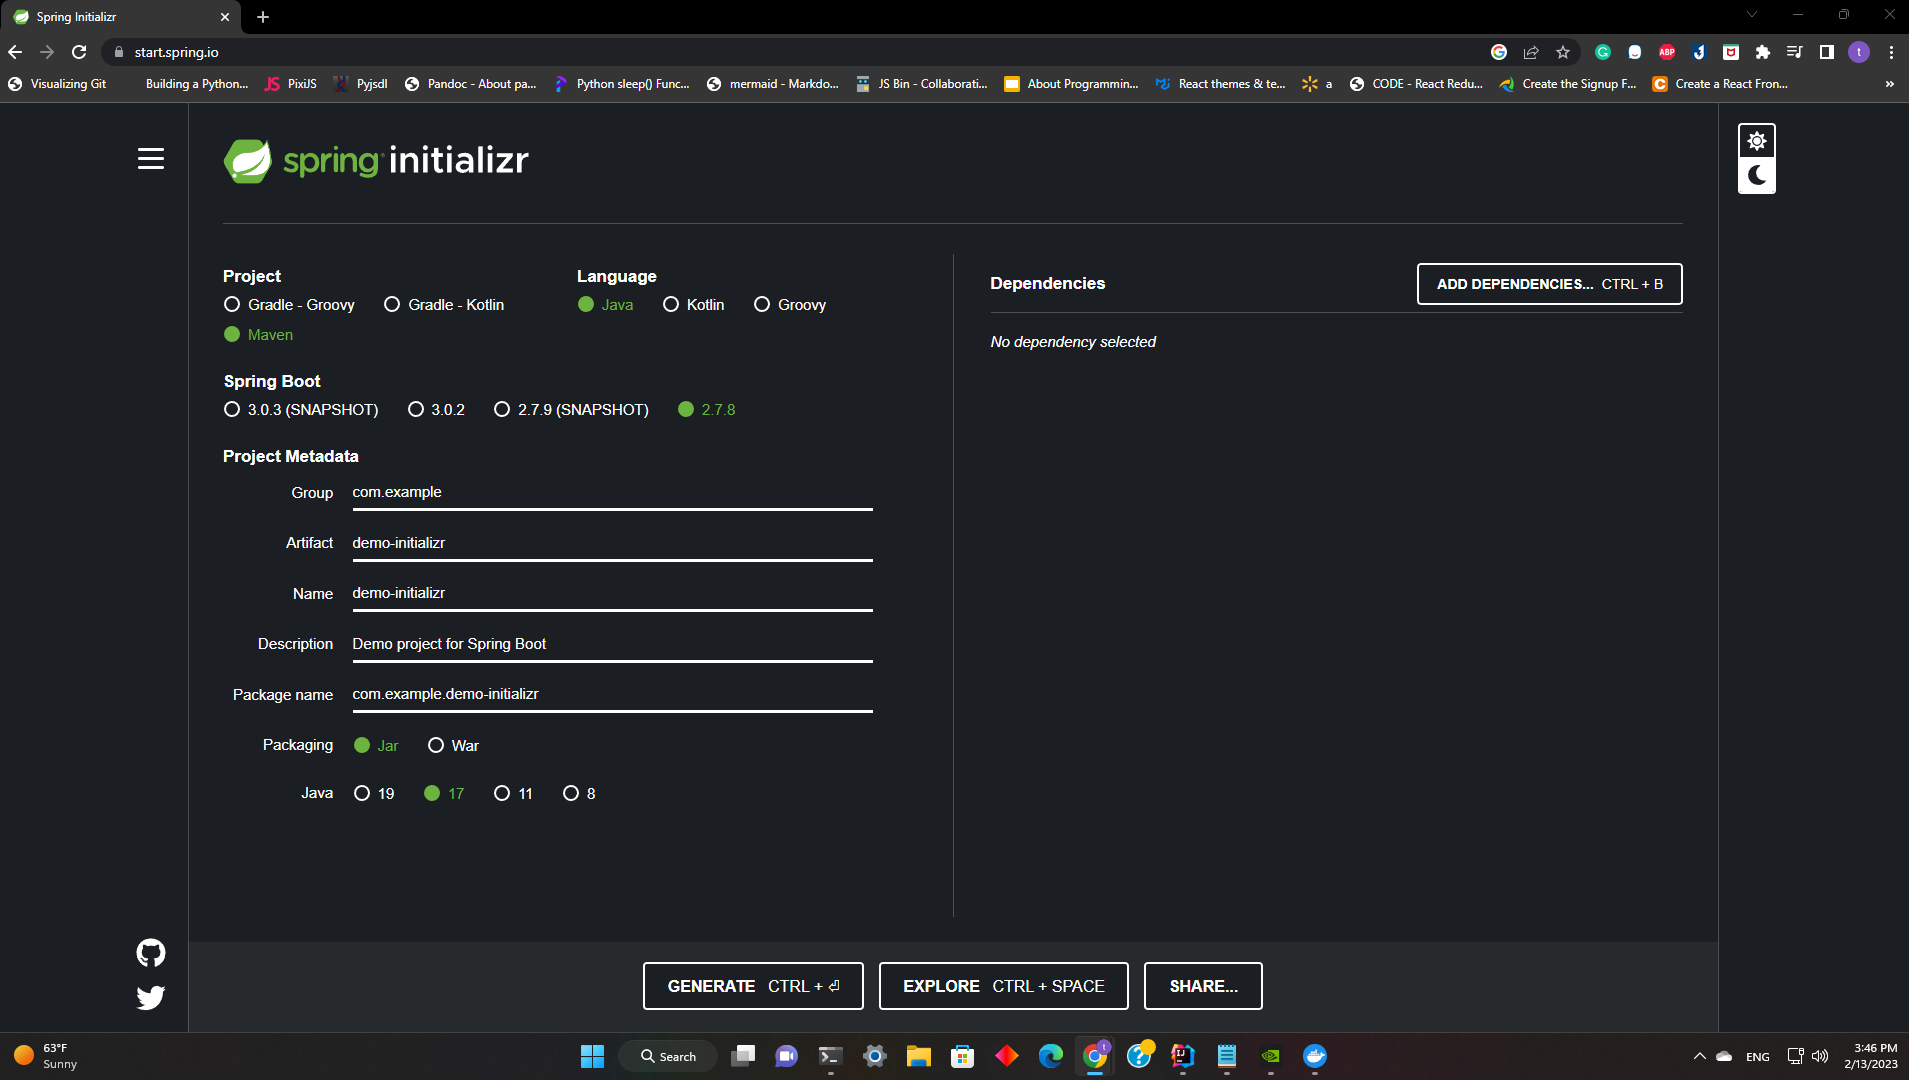 Spring Initializr
start.spring.io
Visualizing Git
Building a Python...
PixiJS
Pyjsdl
Pandoc - About pa...
Python sleep() Func...
mermaid - Markdo...
JS Bin - Collaborati...
About Programmin...
React themes & te...
a
CODE - React Redu...
Create the Signup F...
Create a React Fron...
»
spring initializr
Project
Gradle - Groovy
Gradle - Kotlin
Maven
Language
Java
Kotlin
Groovy
Spring Boot
3.0.3 (SNAPSHOT)
3.0.2
2.7.9 (SNAPSHOT)
2.7.8
Project Metadata
Group com.example
Artifact demo-initializr
Name demo-initializr
Description Demo project for Spring Boot
Package name com.example.demo-initializr
Packaging Jar War
Java 19 17 11 8
Dependencies
ADD DEPENDENCIES... CTRL + B
No dependency selected
GENERATE CTRL + ⏎
EXPLORE CTRL + SPACE
SHARE...
63°F
Sunny
Search
ENG
3:46 PM
2/13/2023